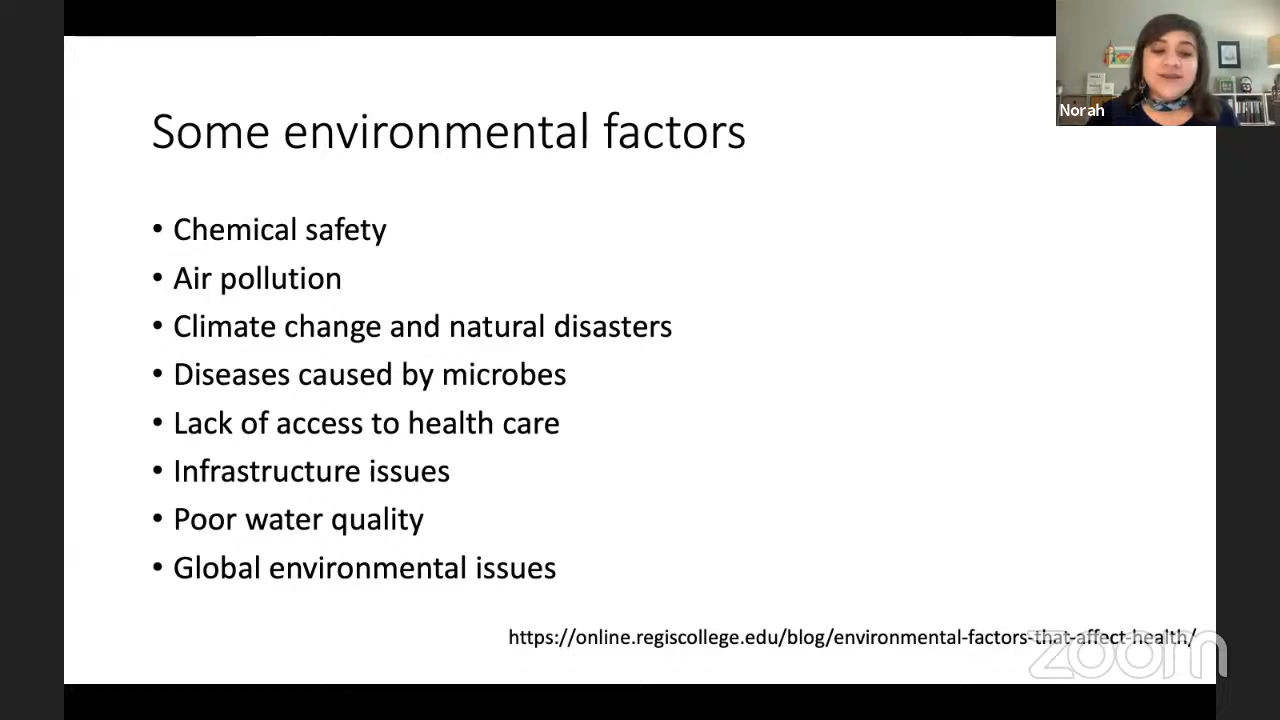 Norah
Some environmental factors
• Chemical safety
• Air pollution
• Climate change and natural disasters
• Diseases caused by microbes
• Lack of access to health care
• Infrastructure issues
• Poor water quality
• Global environmental issues
https://online.regiscollege.edu/blog/environmental-factors-that-affect-health/
zoom